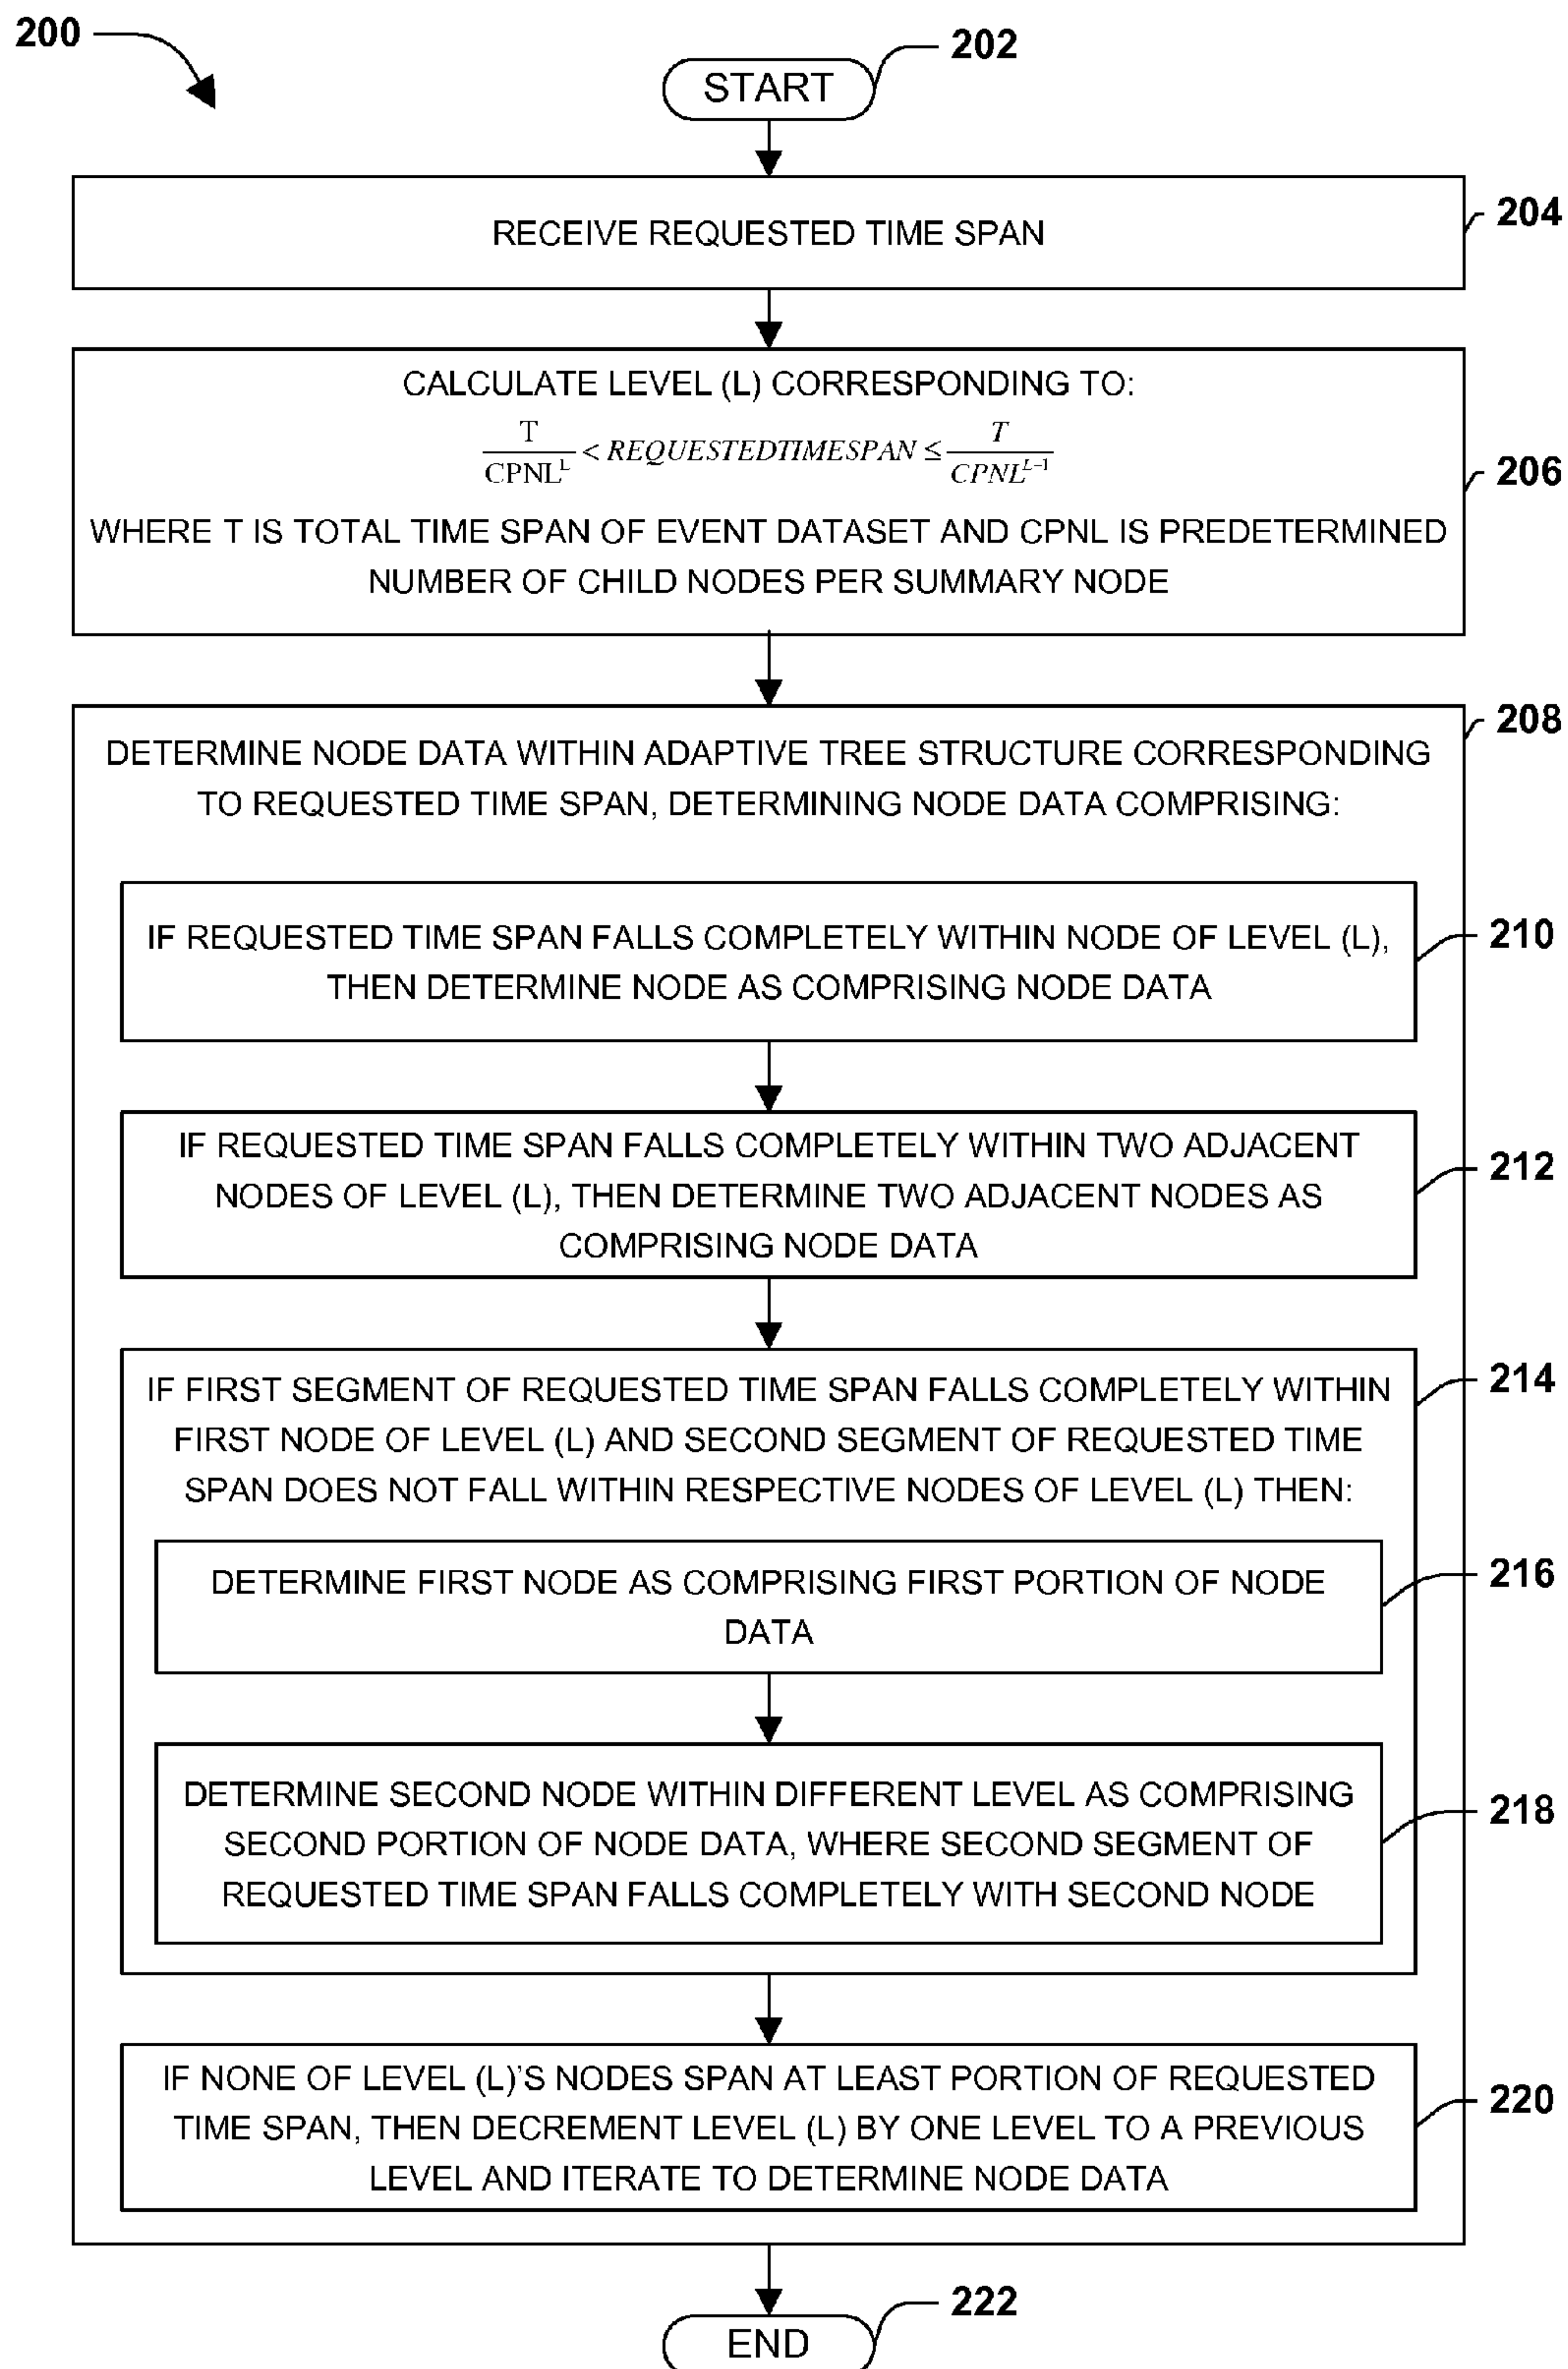 200
202
START
204
RECEIVE REQUESTED TIME SPAN
CALCULATE LEVEL (L) CORRESPONDING TO:
T / CPNL^L < REQUESTEDTIMESPAN ≤ T / CPNL^L-1
206
WHERE T IS TOTAL TIME SPAN OF EVENT DATASET AND CPNL IS PREDETERMINED
NUMBER OF CHILD NODES PER SUMMARY NODE
208
DETERMINE NODE DATA WITHIN ADAPTIVE TREE STRUCTURE CORRESPONDING
TO REQUESTED TIME SPAN, DETERMINING NODE DATA COMPRISING:
IF REQUESTED TIME SPAN FALLS COMPLETELY WITHIN NODE OF LEVEL (L),
210
THEN DETERMINE NODE AS COMPRISING NODE DATA
IF REQUESTED TIME SPAN FALLS COMPLETELY WITHIN TWO ADJACENT
212
NODES OF LEVEL (L), THEN DETERMINE TWO ADJACENT NODES AS
COMPRISING NODE DATA
214
IF FIRST SEGMENT OF REQUESTED TIME SPAN FALLS COMPLETELY WITHIN
FIRST NODE OF LEVEL (L) AND SECOND SEGMENT OF REQUESTED TIME
SPAN DOES NOT FALL WITHIN RESPECTIVE NODES OF LEVEL (L) THEN:
216
DETERMINE FIRST NODE AS COMPRISING FIRST PORTION OF NODE
DATA
DETERMINE SECOND NODE WITHIN DIFFERENT LEVEL AS COMPRISING
218
SECOND PORTION OF NODE DATA, WHERE SECOND SEGMENT OF
REQUESTED TIME SPAN FALLS COMPLETELY WITH SECOND NODE
IF NONE OF LEVEL (L)'S NODES SPAN AT LEAST PORTION OF REQUESTED
220
TIME SPAN, THEN DECREMENT LEVEL (L) BY ONE LEVEL TO A PREVIOUS
LEVEL AND ITERATE TO DETERMINE NODE DATA
222
END